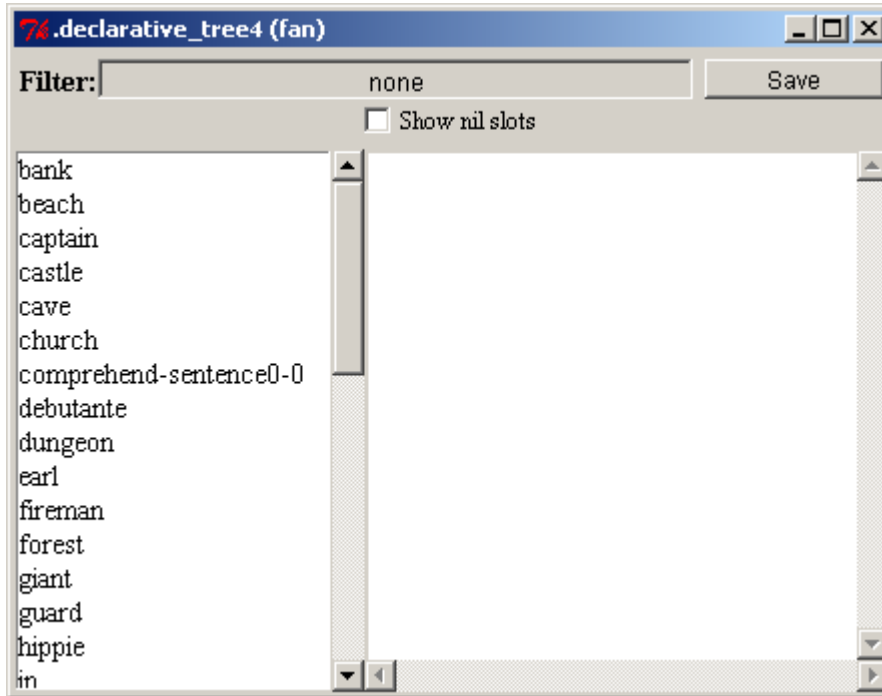 .declarative_tree4 (fan)
Filter: none Save
Show nil slots
bank
beach
captain
castle
cave
church
comprehend-sentence0-0
debutante
dungeon
earl
fireman
forest
giant
guard
hippie
in